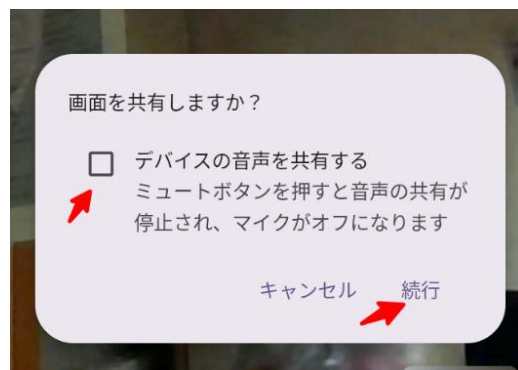 画面を共有しますか？
デバイスの音声を共有する
ミュートボタンを押すと音声の共有が
停止され、マイクがオフになります
キャンセル 続行